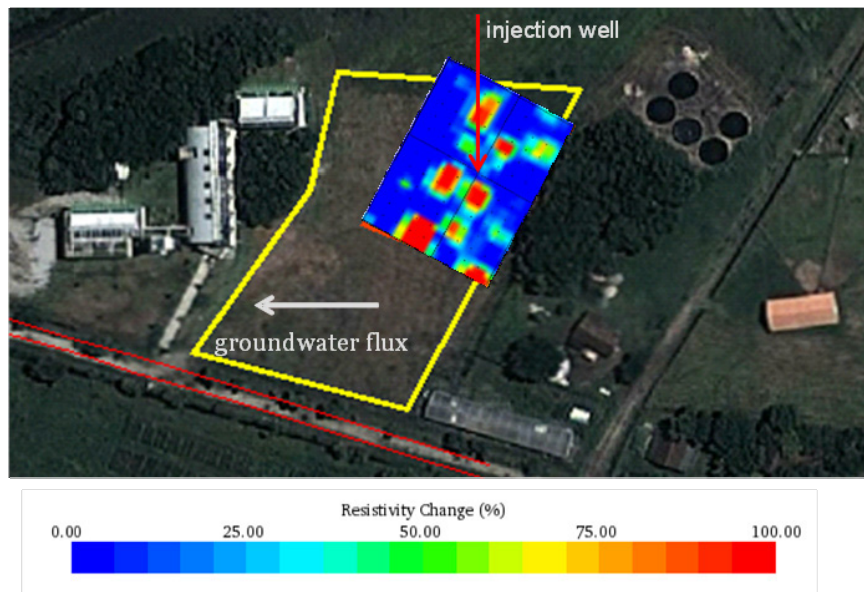 injection well
groundwater flux
Resistivity Change (%)
0.00 25.00 50.00 75.00 100.00